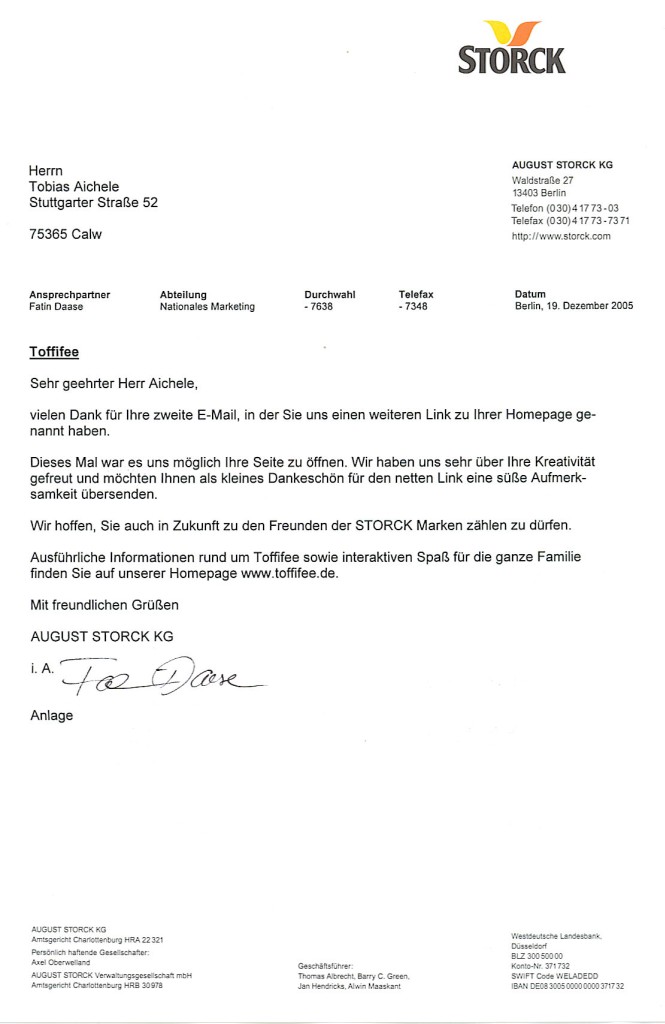 STORCK
Herrn
Tobias Aichele
Stuttgarter Straße 52
75365 Calw
AUGUST STORCK KG
Waldstraße 27
13403 Berlin
Telefon (030) 4 17 73 - 03
Telefax (030) 4 17 73 - 73 71
http://www.storck.com
Ansprechpartner Abteilung Durchwahl Telefax Datum
Fatin Daase Nationales Marketing - 7638 - 7348 Berlin, 19. Dezember 2005
Toffifee
Sehr geehrter Herr Aichele,
vielen Dank für Ihre zweite E-Mail, in der Sie uns einen weiteren Link zu Ihrer Homepage ge-
nannt haben.
Dieses Mal war es uns möglich Ihre Seite zu öffnen. Wir haben uns sehr über Ihre Kreativität
gefreut und möchten Ihnen als kleines Dankeschön für den netten Link eine süße Aufmerk-
samkeit übersenden.
Wir hoffen, Sie auch in Zukunft zu den Freunden der STORCK Marken zählen zu dürfen.
Ausführliche Informationen rund um Toffifee sowie interaktiven Spaß für die ganze Familie
finden Sie auf unserer Homepage www.toffifee.de.
Mit freundlichen Grüßen
AUGUST STORCK KG
i. A. Daase
Anlage
AUGUST STORCK KG
Amtsgericht Charlottenburg HRA 22 321
Persönlich haftende Gesellschafter:
Axel Oberwelland
AUGUST STORCK Verwaltungsgesellschaft mbH
Amtsgericht Charlottenburg HRB 30 978
Geschäftsführer:
Thomas Albrecht, Barry C. Green,
Jan Hendricks, Alwin Maaskant
Westdeutsche Landesbank,
Düsseldorf
BLZ 300 500 00
Konto-Nr. 371 732
SWIFT Code WELADEDD
IBAN DE08 3005 0000 0000 3717 32